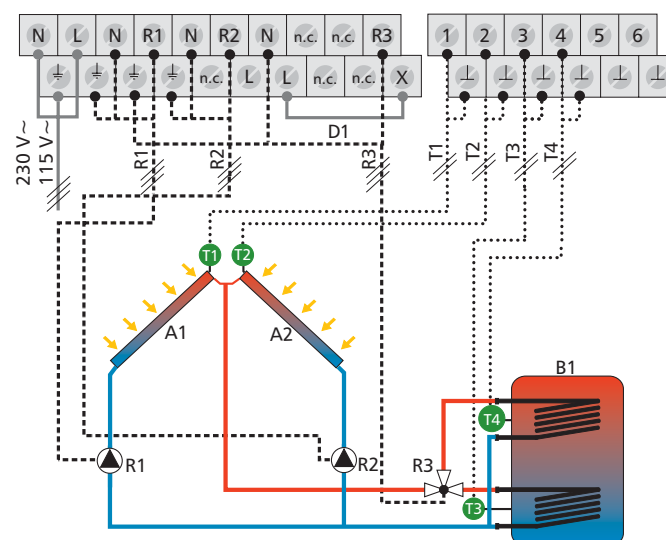 N L N R1 N R2 N n.c. n.c. R3
1 2 3 4 5 6
n.c. L L n.c. n.c. X
D1
230 V~
115 V~
R1
R2
R3
T1
T2
T3
T4
T1 T2
A1 A2
B1
T4
R1
R2
R3
T3